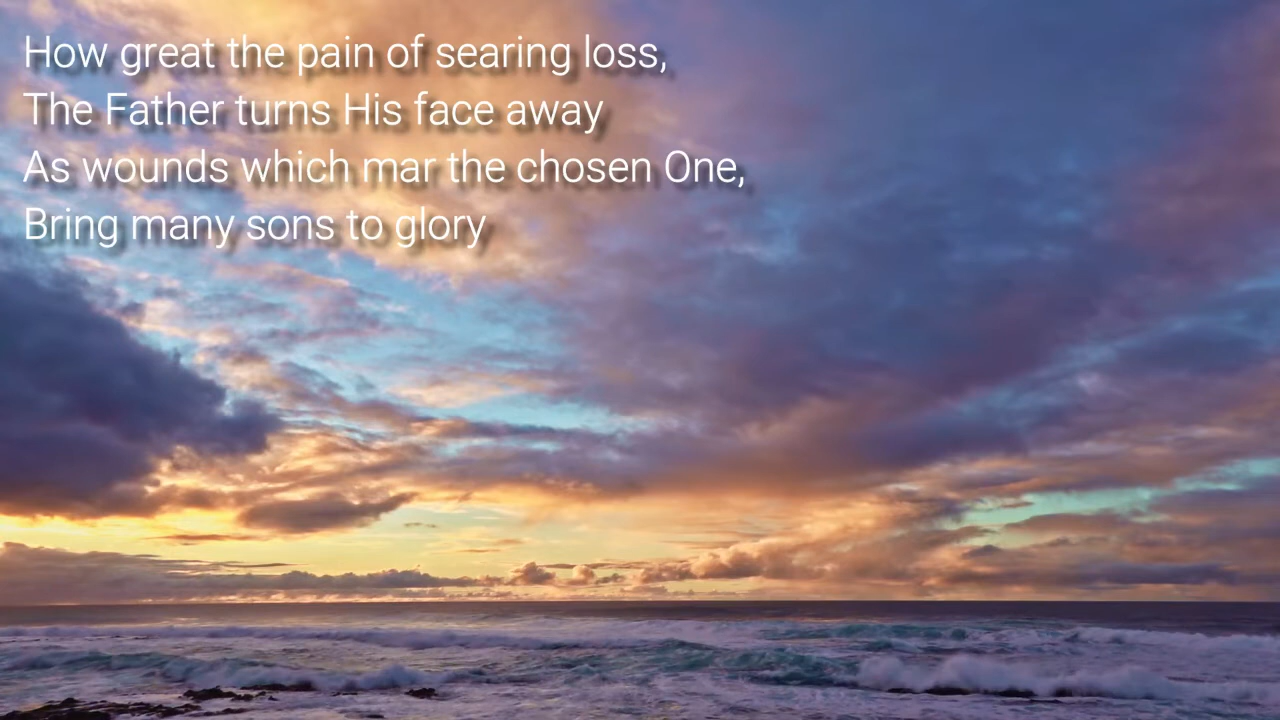 How great the pain of searing loss,
The Father turns His face away
As wounds which mar the chosen One,
Bring many sons to glory